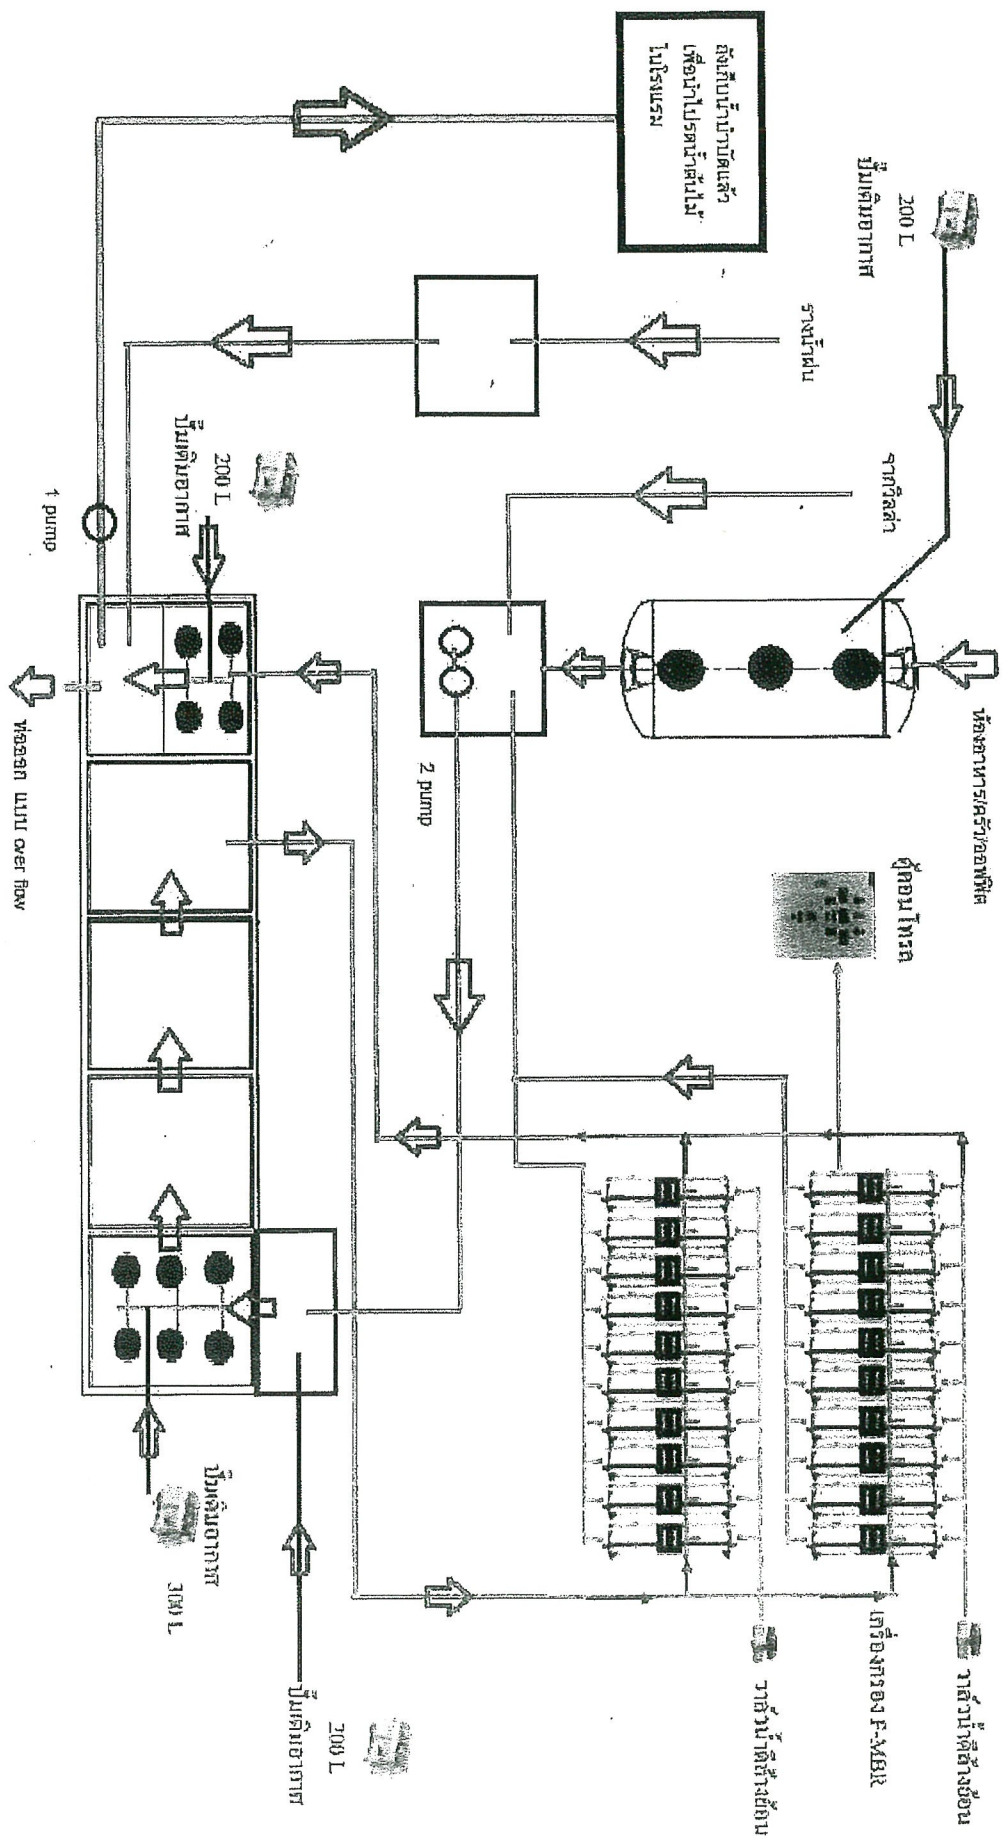 ถังเก็บน้ำบำบัดแล้ว
เพื่อนำไปรดน้ำต้นไม้
ในโรงแรม
200 L
ปั๊มเติมอากาศ
รางน้ำฝน
จากวิลล่า
ห้องอาหาร/ครัว/ออฟฟิศ
ตู้คอนโทรล
วาล์วน้ำดีล้างย้อน
เครื่องกรอง F-MBR
วาล์วน้ำดีล้างย้อน
2 pump
200 L
ปั๊มเติมอากาศ
1 pump
ท่อออก แบบ over flow
ปั๊มเติมอากาศ
300 L
200 L
ปั๊มเติมอากาศ